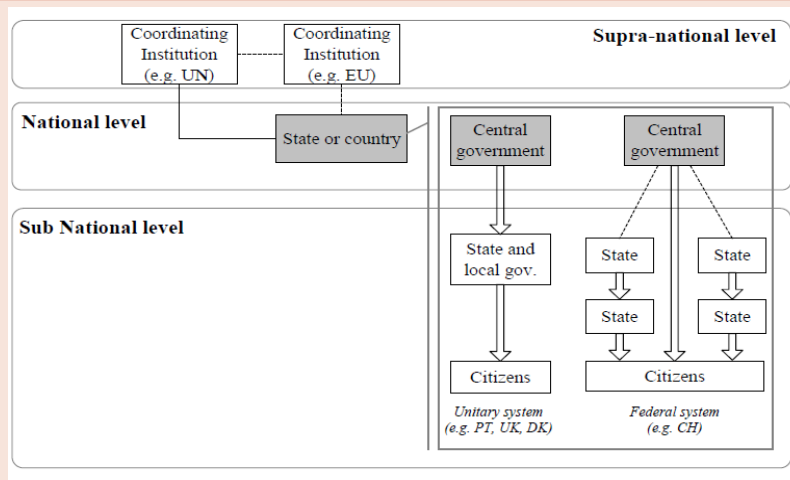 Supra-national level
Coordinating
Institution
(e.g. UN)
Coordinating
Institution
(e.g. EU)
National level
State or country
Central
government
Central
government
Sub National level
State and
local gov.
State
State
State
State
Citizens
Citizens
Unitary system
(e.g. PT, UK, DK)
Federal system
(e.g. CH)